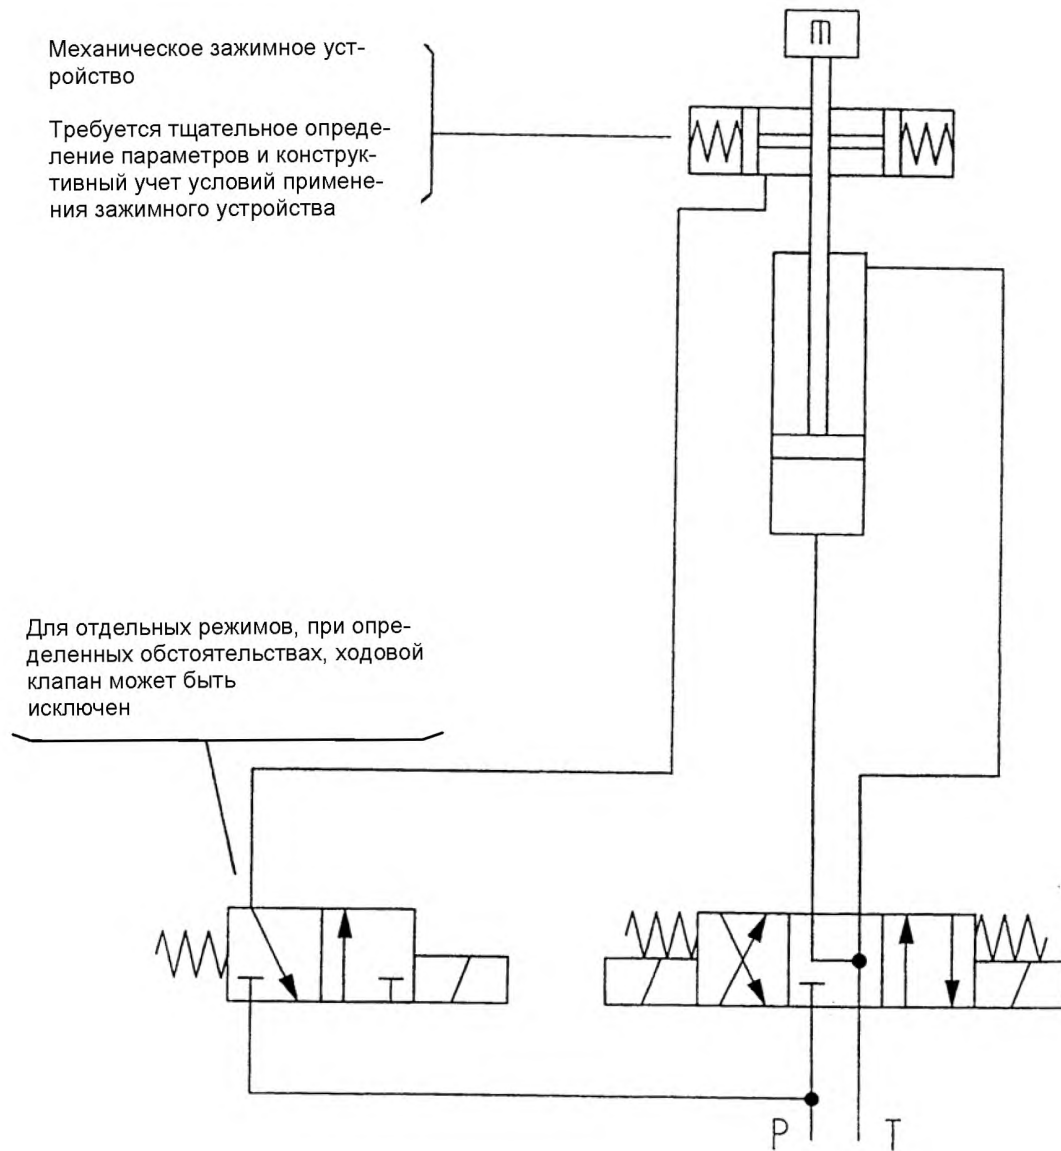 m
Механическое зажимное уст-
ройство
Требуется тщательное опреде-
ление параметров и конструк-
тивный учет условий примене-
ния зажимного устройства
Для отдельных режимов, при опре-
деленных обстоятельствах, ходовой
клапан может быть
исключен
P T